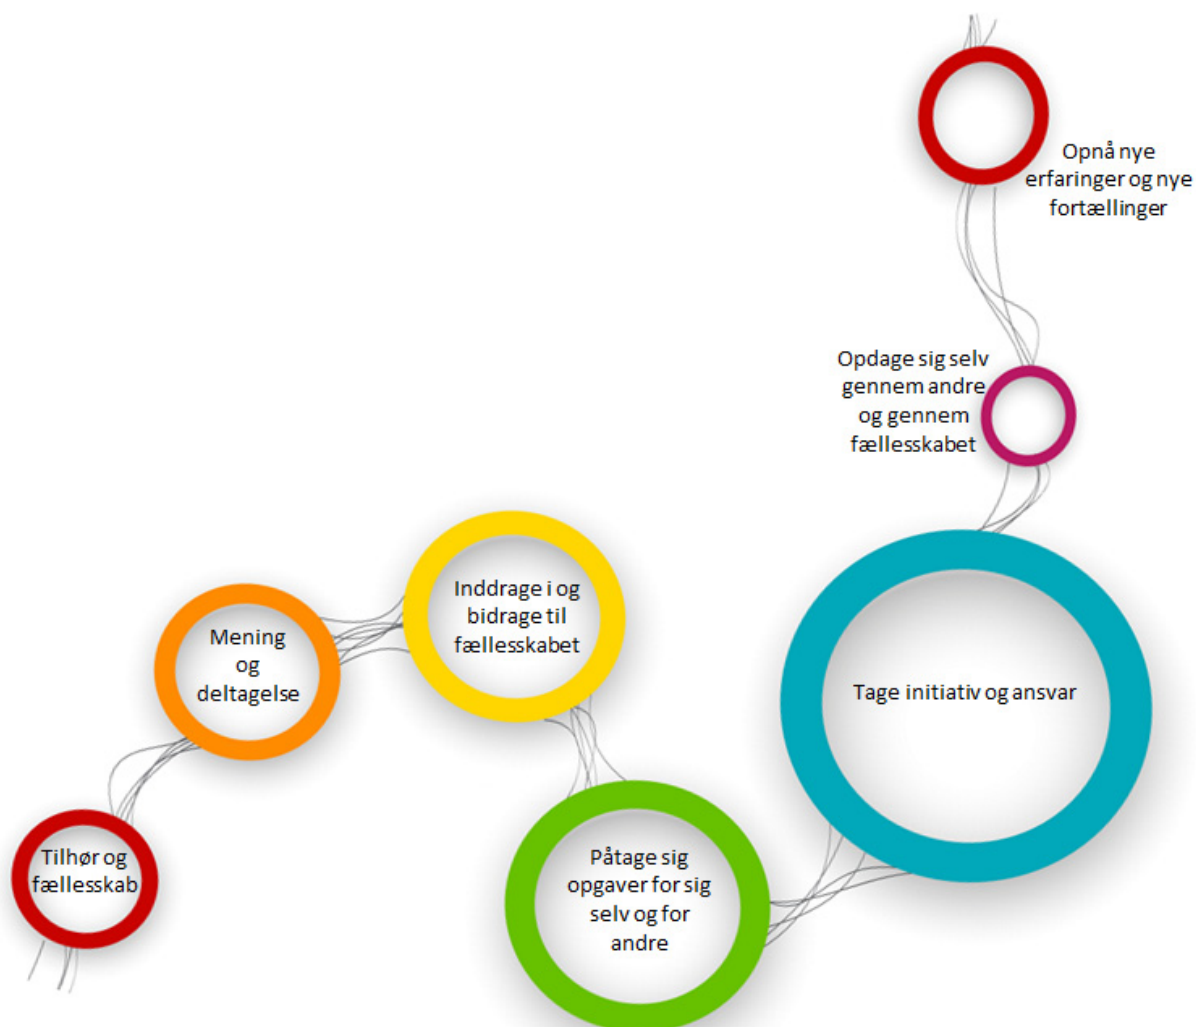 Opnå nye
erfaringer og nye
fortællinger
Opdage sig selv
gennem andre
og gennem
fællesskabet
Inddrage i og
bidrage til
fællesskabet
Mening
og
deltagelse
Tage initiativ og ansvar
Tilhør og
fællesskab
Påtage sig
opgaver for sig
selv og for
andre